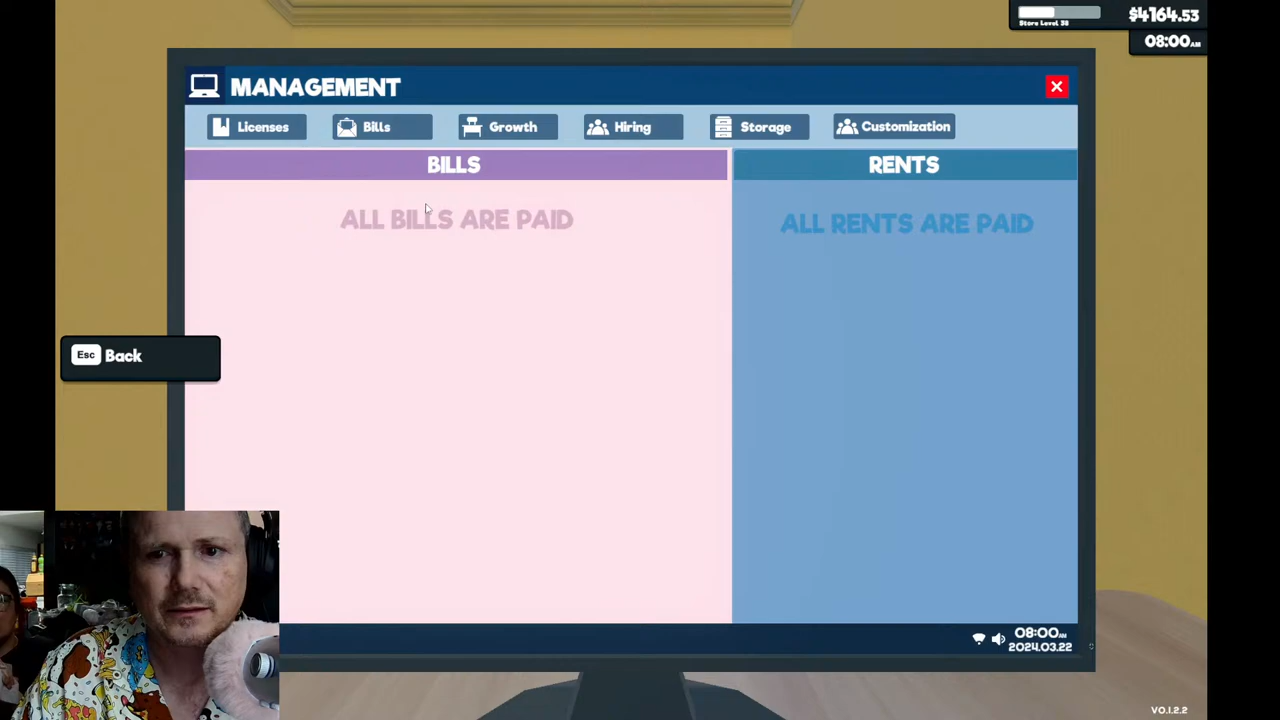 $4164.53
Store Level 38
08:00AM
MANAGEMENT
Licenses
Bills
Growth
Hiring
Storage
Customization
BILLS
RENTS
ALL BILLS ARE PAID
ALL RENTS ARE PAID
Esc Back
08:00AM
2024.03.22
V0.1.2.2